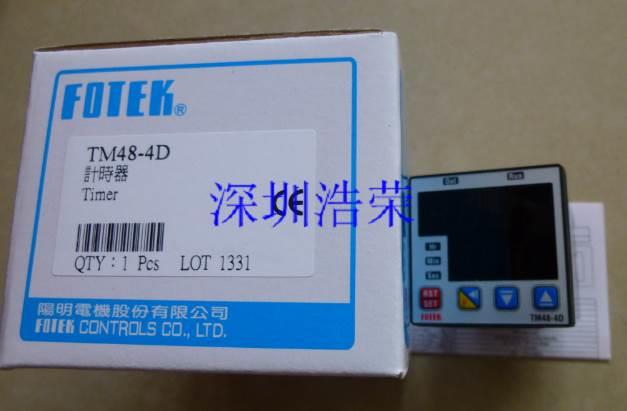 FOTEK®
TM48-4D
計時器
Timer
深圳浩荣
CE
QTY：1 Pcs LOT 1331
陽明電機股份有限公司
FOTEK CONTROLS CO., LTD.
Out Run
Hr
Min
Sec
RST
SET
FOTEK TM48-4D